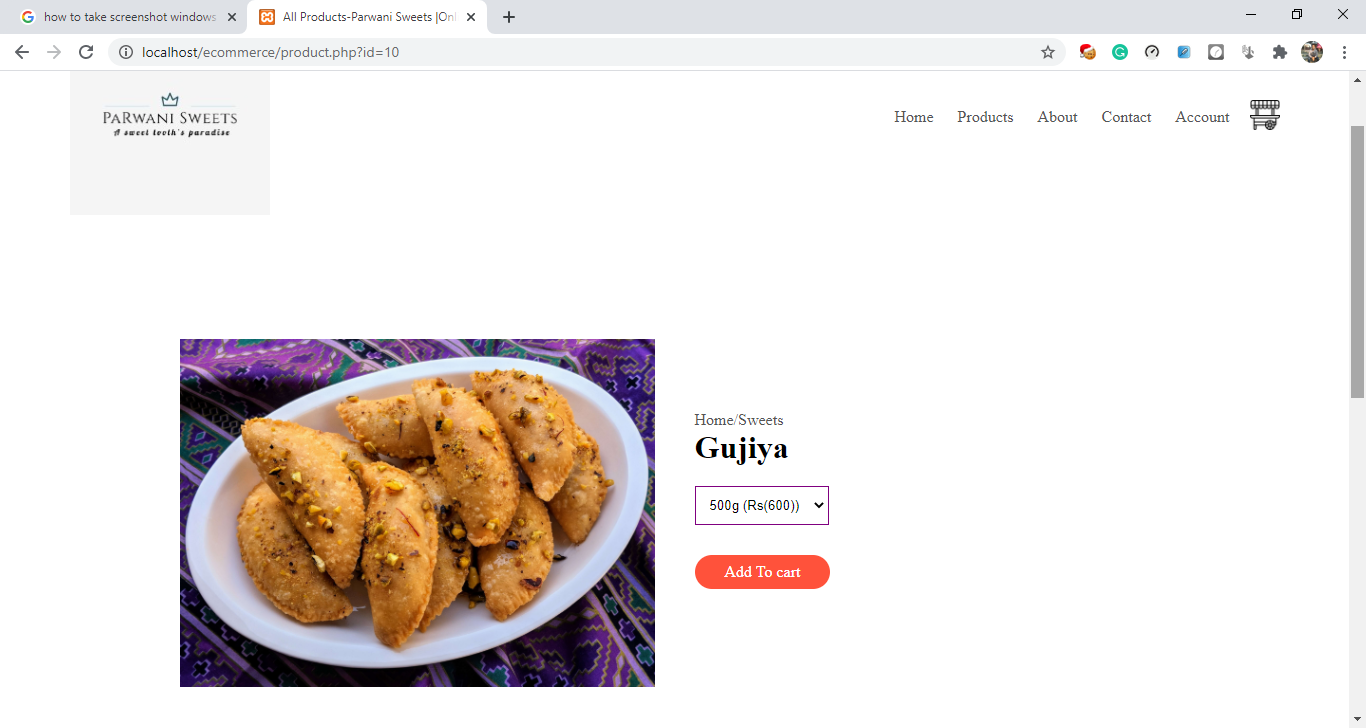 how to take screenshot windows
All Products-Parwani Sweets |Onl
localhost/ecommerce/product.php?id=10
PARWANI SWEETS
A sweet tooth's paradise
Home Products About Contact Account
Home/Sweets
Gujiya
500g (Rs(600))
Add To cart